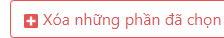 Xóa những phần đã chọn